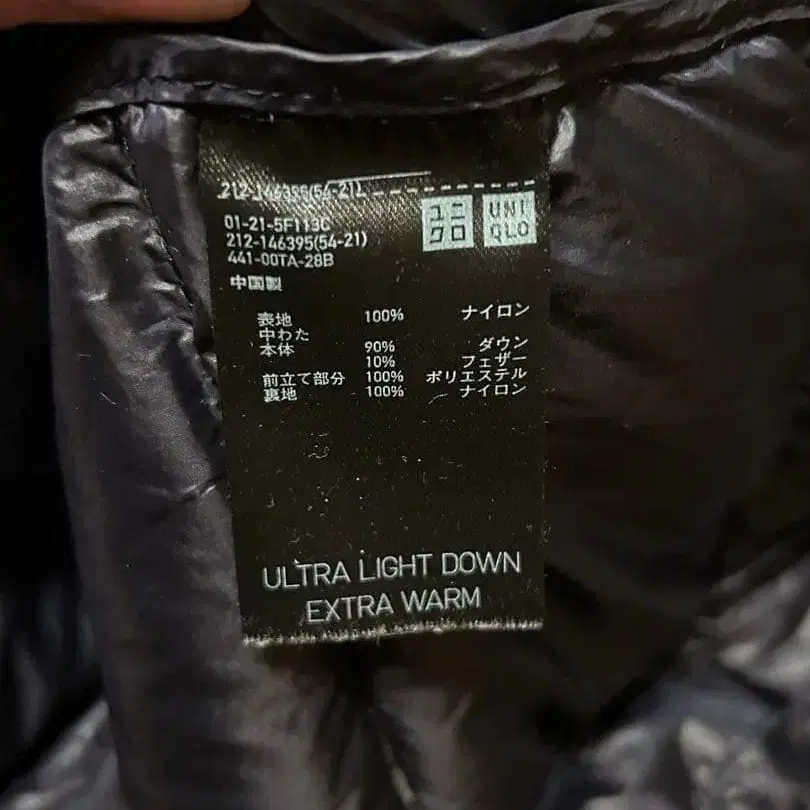 212-146395(54-21)
ユニクロ
UNIQLO
01-21-5F113C
212-146395(54-21)
441-00TA-28B
中国製
表地 100% ナイロン
中わた
本体 90% ダウン
10% フェザー
前立て部分 100% ポリエステル
裏地 100% ナイロン
ULTRA LIGHT DOWN
EXTRA WARM